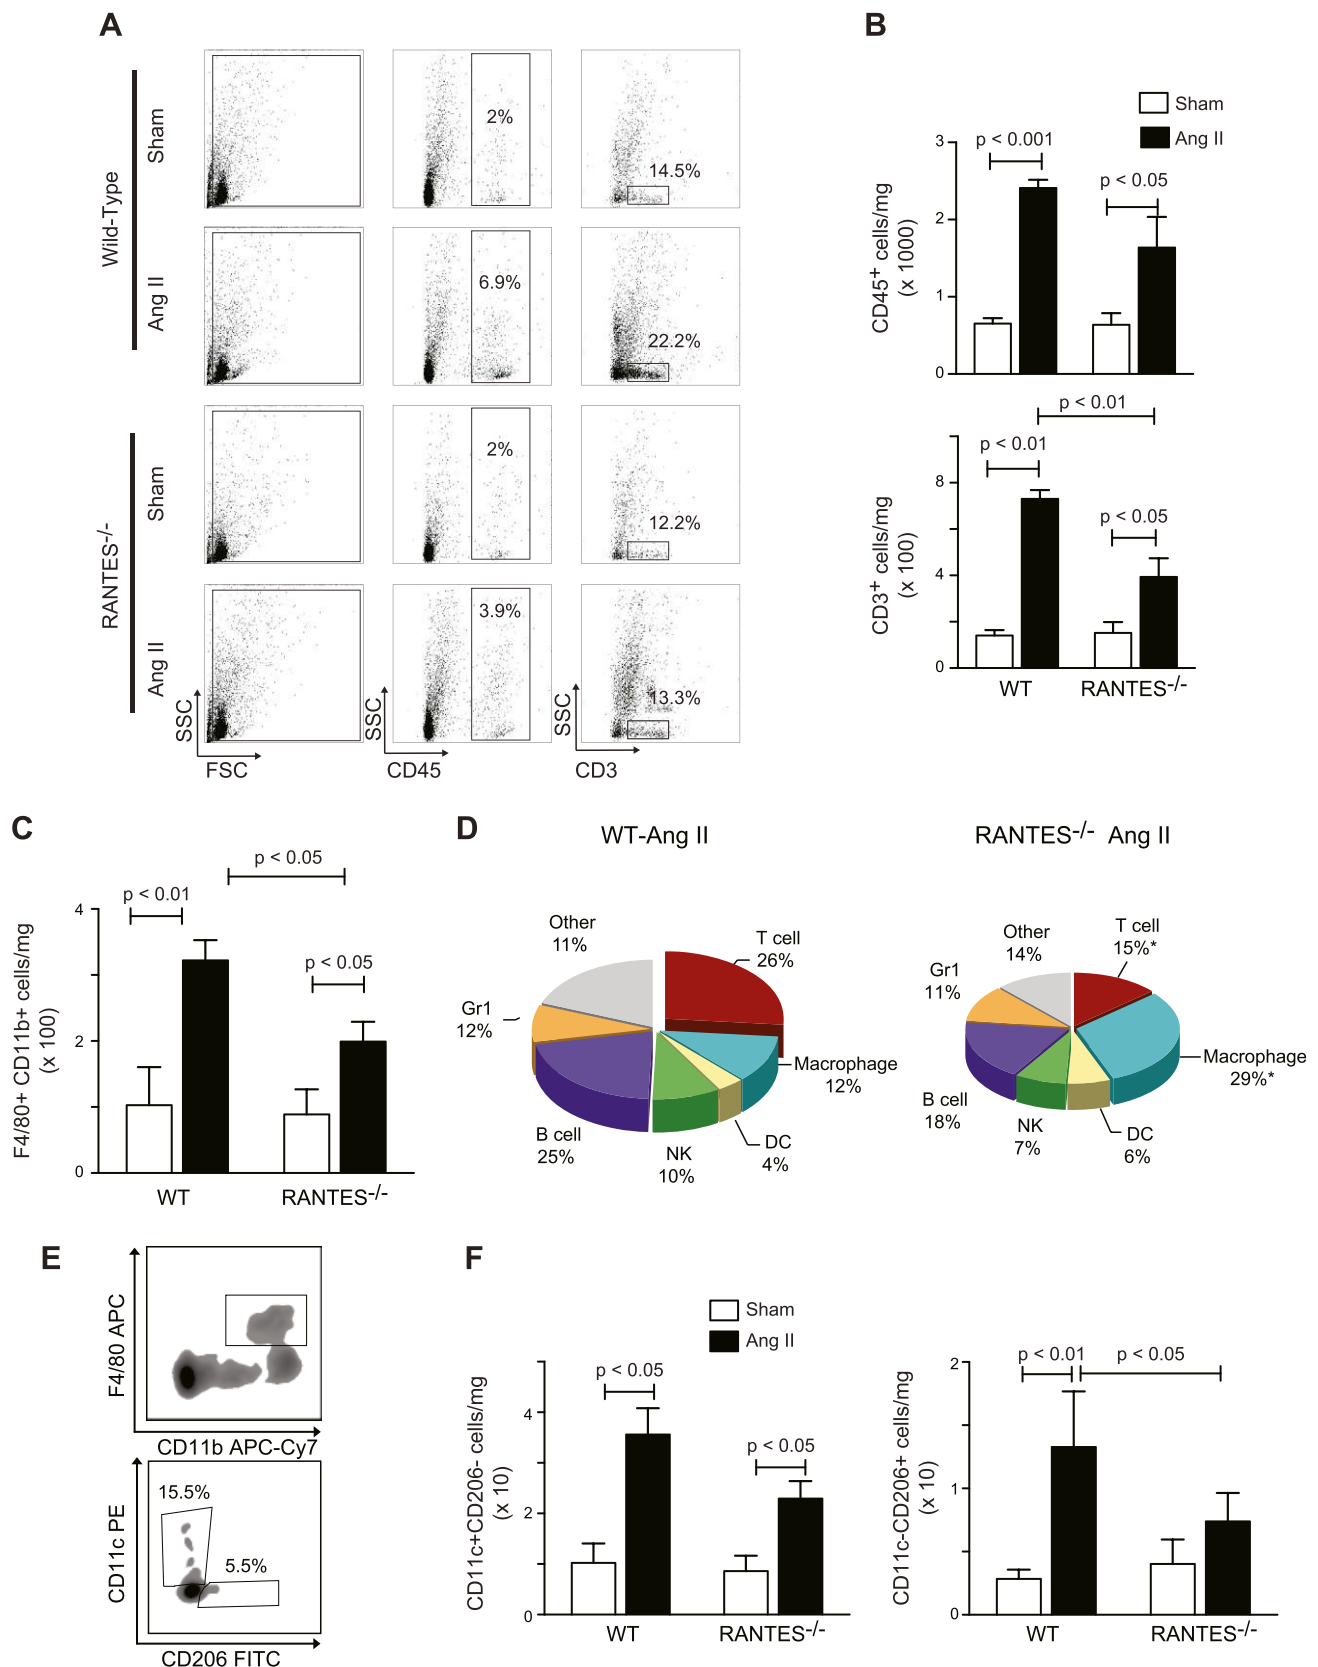 A
Wild-Type
Sham
2%
14.5%
Ang II
6.9%
22.2%
RANTES-/-
Sham
2%
12.2%
Ang II
3.9%
13.3%
SSC
SSC
SSC
FSC
CD45
CD3
B
Sham
Ang II
CD45+ cells/mg
(x 1000)
3
2
1
0
p < 0.001
p < 0.05
CD3+ cells/mg
(x 100)
8
4
0
p < 0.01
p < 0.01
p < 0.05
WT
RANTES-/-
C
F4/80+ CD11b+ cells/mg
(x 100)
4
2
0
p < 0.05
p < 0.01
p < 0.05
WT
RANTES-/-
D
WT-Ang II
Other
11%
T cell
26%
Gr1
12%
Macrophage
12%
B cell
25%
NK
10%
DC
4%
RANTES-/- Ang II
Other
14%
T cell
15%*
Gr1
11%
Macrophage
29%*
B cell
18%
NK
7%
DC
6%
E
F4/80 APC
CD11b APC-Cy7
CD11c PE
15.5%
5.5%
CD206 FITC
F
Sham
Ang II
CD11c+CD206- cells/mg
(x 10)
4
2
0
p < 0.05
p < 0.05
WT
RANTES-/-
CD11c-CD206+ cells/mg
(x 10)
2
1
0
p < 0.01
p < 0.05
WT
RANTES-/-